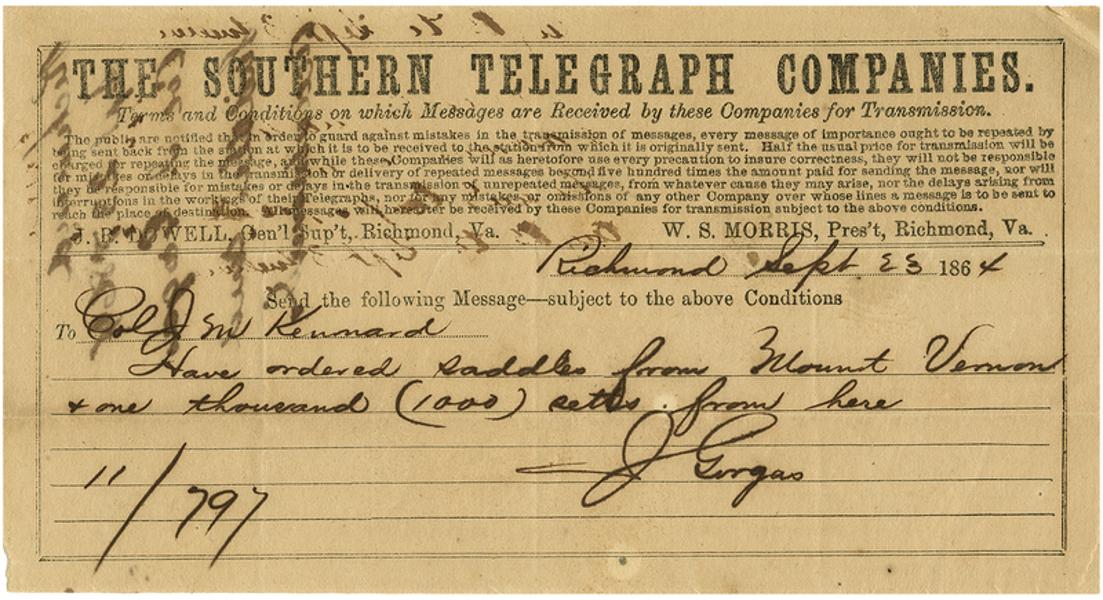 THE SOUTHERN TELEGRAPH COMPANIES.
Terms and Conditions on which Messages are Received by these Companies for Transmission.
The public are notified that in order to guard against mistakes in the transmission of messages, every message of importance ought to be repeated by
being sent back from the station at which it is to be received to the station from which it is originally sent. Half the usual price for transmission will be
charged for repeating the message, and while these Companies will as heretofore use every precaution to insure correctness, they will not be responsible
for mistakes or delays in the transmission or delivery of repeated messages beyond five hundred times the amount paid for sending the message, nor will
they be responsible for mistakes or delays in the transmission of unrepeated messages, from whatever cause they may arise, nor the delays arising from
interruptions in the workings of their Telegraphs, nor for any mistakes or omissions of any other Company over whose lines a message is to be sent to
reach the place of destination. All messages will hereafter be received by these Companies for transmission subject to the above conditions.
J. B. DOWELL, Gen'l Sup't, Richmond, Va. W. S. MORRIS, Pres't, Richmond, Va.
Richmond Sept 23 1864
Send the following Message—subject to the above Conditions
To Col J M Kennard
Have ordered saddles from Mount Vernon
& one thousand (1000) setts from here
J Gorgas
11/797